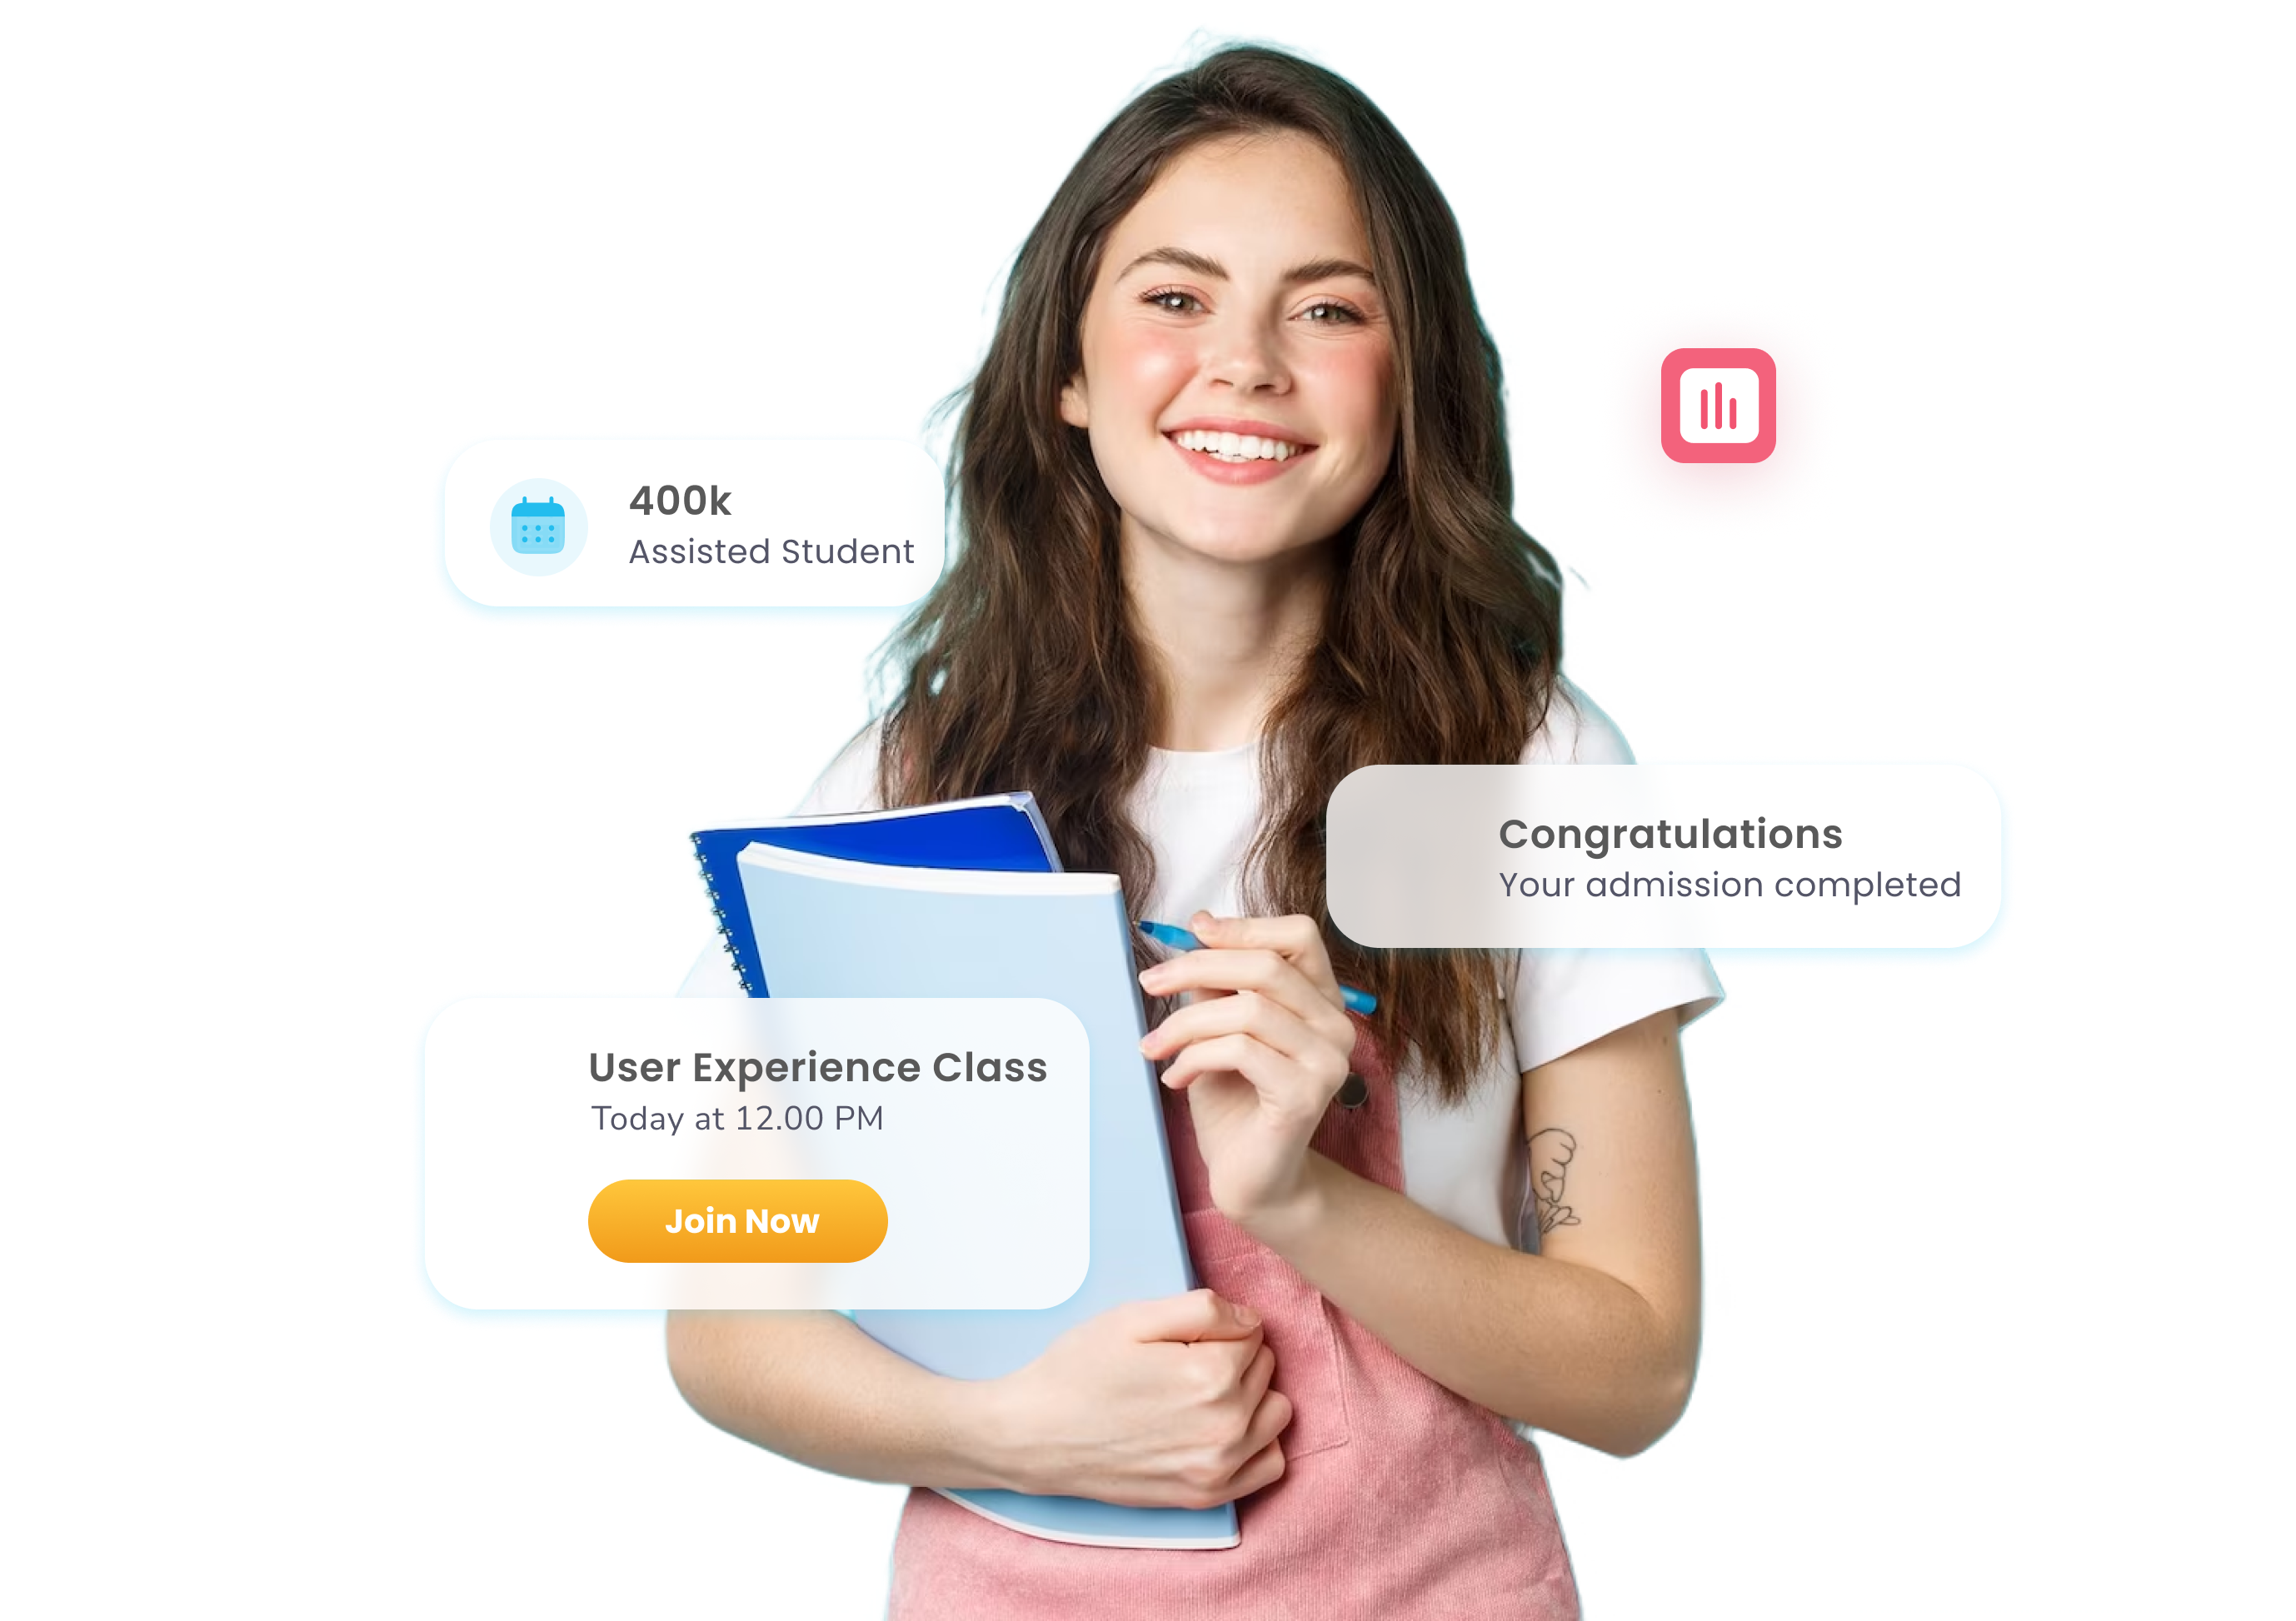 400k
Assisted Student
Congratulations
Your admission completed
User Experience Class
Today at 12.00 PM
Join Now